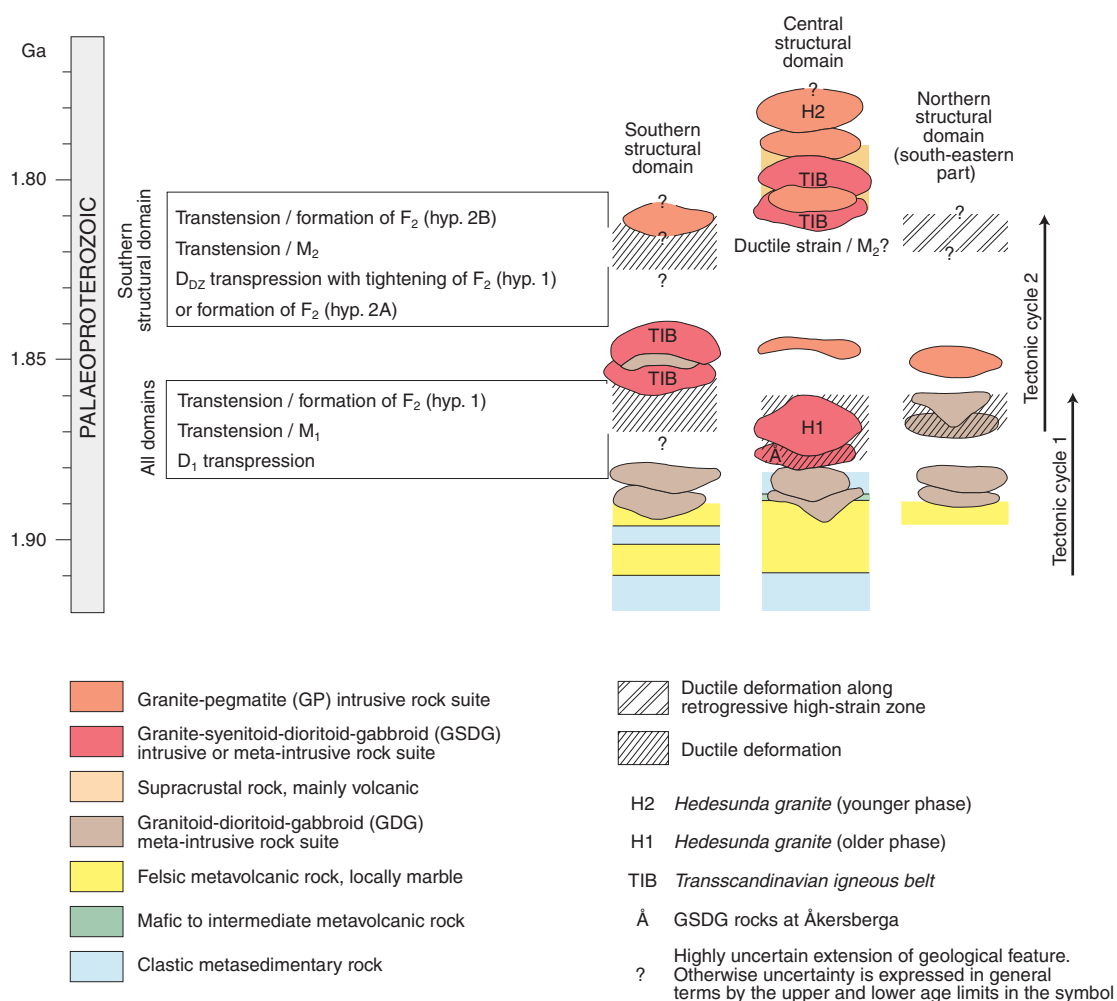 Ga
PALAEOPROTEROZOIC
1.80
1.85
1.90
Southern
structural domain
Transtension / formation of F2 (hyp. 2B)
Transtension / M2
DDZ transpression with tightening of F2 (hyp. 1)
or formation of F2 (hyp. 2A)
All domains
Transtension / formation of F2 (hyp. 1)
Transtension / M1
D1 transpression
Southern
structural
domain
?
?
?
TIB
TIB
?
Central
structural
domain
?
H2
TIB
TIB
Ductile strain / M2?
H1
Å
Northern
structural
domain
(south-eastern
part)
?
?
Tectonic cycle 2
Tectonic cycle 1
Granite-pegmatite (GP) intrusive rock suite
Granite-syenitoid-dioritoid-gabbroid (GSDG)
intrusive or meta-intrusive rock suite
Supracrustal rock, mainly volcanic
Granitoid-dioritoid-gabbroid (GDG)
meta-intrusive rock suite
Felsic metavolcanic rock, locally marble
Mafic to intermediate metavolcanic rock
Clastic metasedimentary rock
Ductile deformation along
retrogressive high-strain zone
Ductile deformation
H2 Hedesunda granite (younger phase)
H1 Hedesunda granite (older phase)
TIB Transscandinavian igneous belt
Å GSDG rocks at Åkersberga
Highly uncertain extension of geological feature.
? Otherwise uncertainty is expressed in general
terms by the upper and lower age limits in the symbol